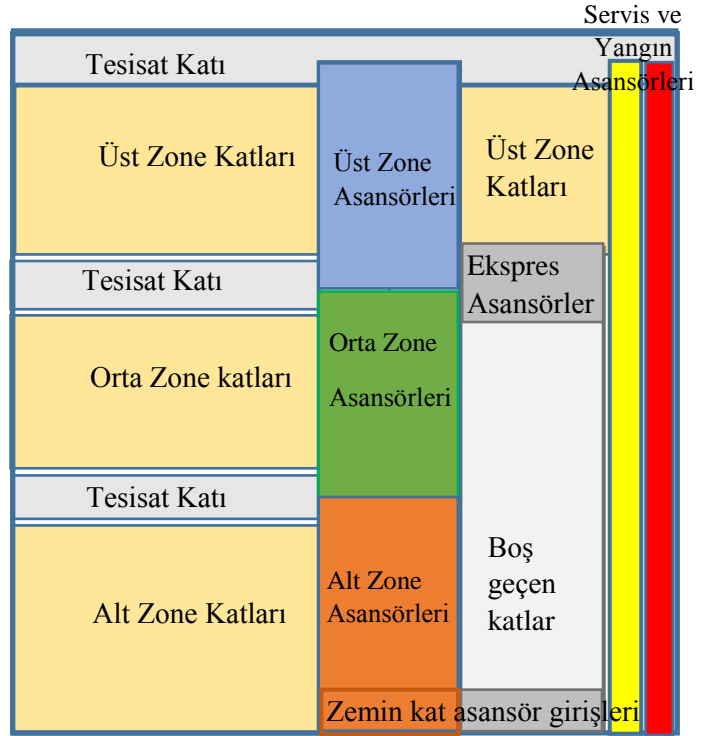 Servis ve
Yangın
Asansörleri
Tesisat Katı
Üst Zone Katları
Üst Zone
Asansörleri
Üst Zone
Katları
Tesisat Katı
Ekspres
Asansörler
Orta Zone katları
Orta Zone
Asansörleri
Tesisat Katı
Alt Zone Katları
Alt Zone
Asansörleri
Boş
geçen
katlar
Zemin kat asansör girişleri